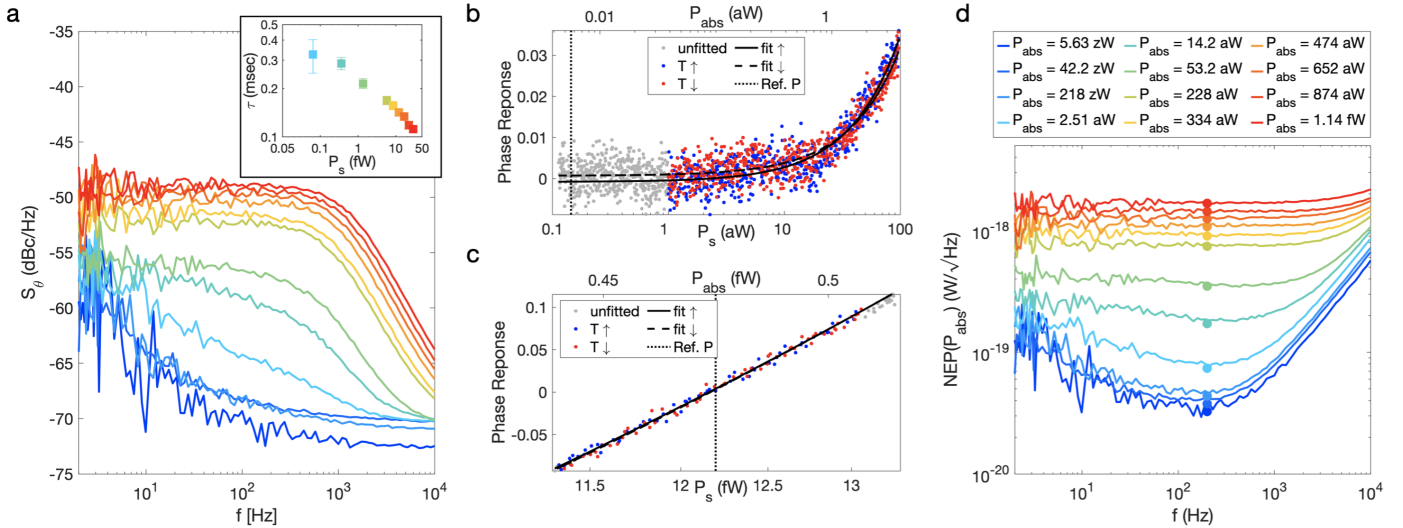 a
-35
-40
-45
-50
-55
-60
-65
-70
-75
S_θ (dBc/Hz)
10^1
10^2
10^3
10^4
f [Hz]
0.5
0.4
0.3
0.2
0.1
τ (msec)
0.05
0.1
1
10
50
P_s (fW)
b
P_abs (aW)
0.01
1
0.03
0.02
0.01
0
Phase Reponse
unfitted
fit ↑
T ↑
fit ↓
T ↓
Ref. P
0.1
1
10
100
P_s (aW)
c
P_abs (fW)
0.45
0.5
0.1
0.05
0
-0.05
Phase Reponse
unfitted
fit ↑
T ↑
fit ↓
T ↓
Ref. P
11.5
12
12.5
13
P_s (fW)
d
P_abs = 5.63 zW
P_abs = 14.2 aW
P_abs = 474 aW
P_abs = 42.2 zW
P_abs = 53.2 aW
P_abs = 652 aW
P_abs = 218 zW
P_abs = 228 aW
P_abs = 874 aW
P_abs = 2.51 aW
P_abs = 334 aW
P_abs = 1.14 fW
10^-18
10^-19
10^-20
NEP(P_abs) (W/√Hz)
10^1
10^2
10^3
10^4
f (Hz)